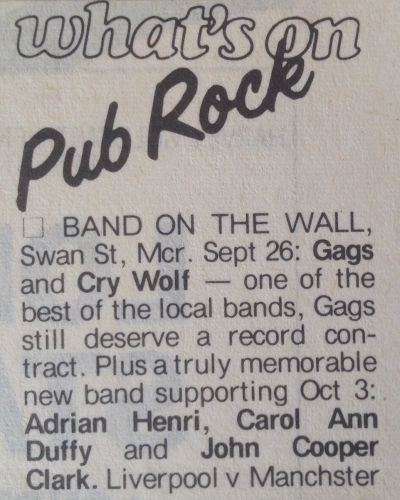 what's on
Pub Rock
□ BAND ON THE WALL,
Swan St, Mcr. Sept 26: Gags
and Cry Wolf — one of the
best of the local bands, Gags
still deserve a record con-
tract. Plus a truly memorable
new band supporting Oct 3:
Adrian Henri, Carol Ann
Duffy and John Cooper
Clark. Liverpool v Manchster